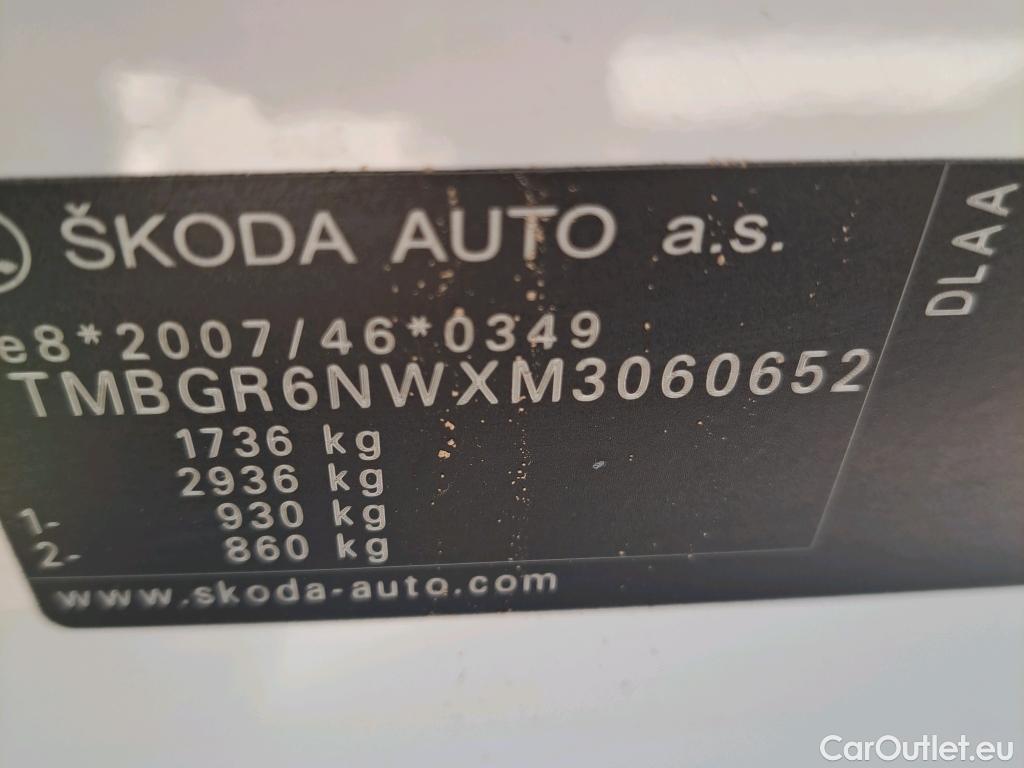 ŠKODA AUTO a.s.
DLAA
e8*2007/46*0349
TMBGR6NWXM3060652
1736 kg
2936 kg
1- 930 kg
2- 860 kg
www.skoda-auto.com
CarOutlet.eu